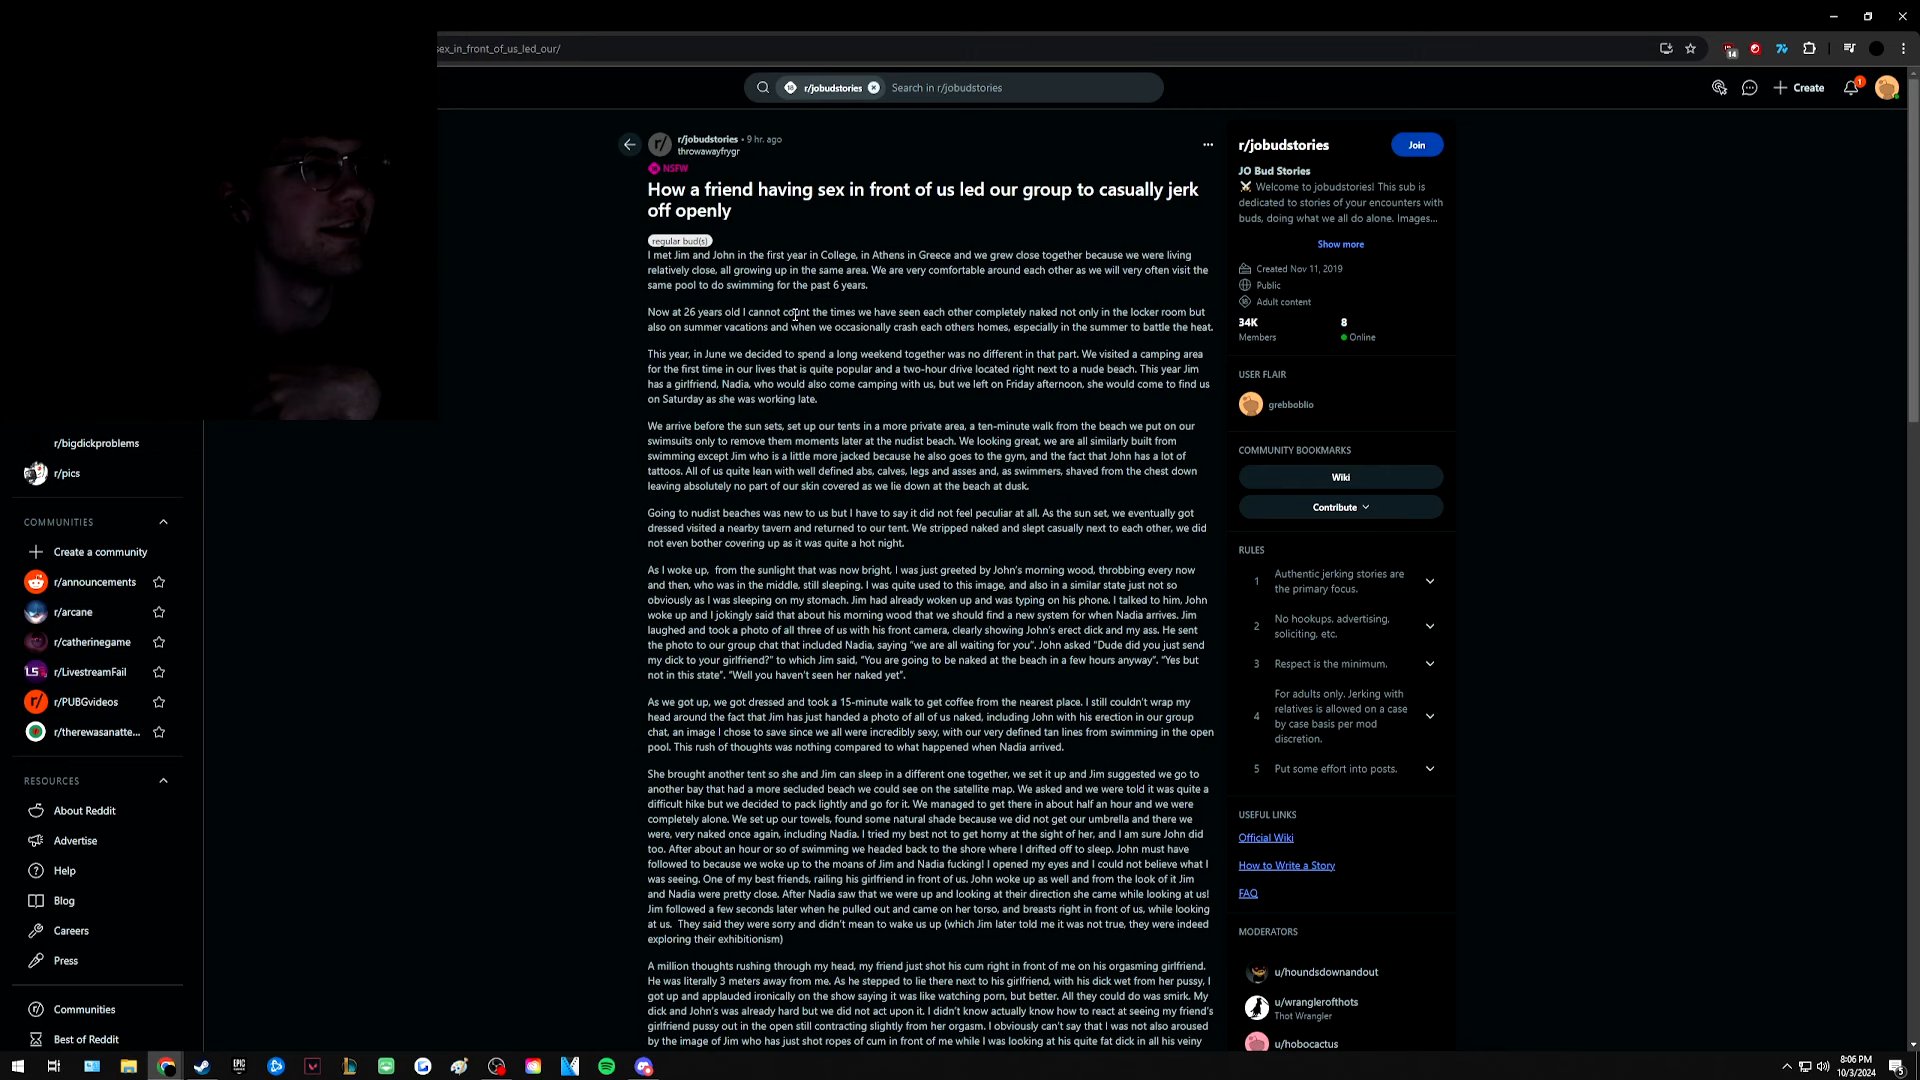 sex_in_front_of_us_led_our/
14
r/jobudstories
Search in r/jobudstories
Create
1
r/jobudstories • 9 hr. ago
throwawayfrygr
NSFW
How a friend having sex in front of us led our group to casually jerk
off openly
regular bud(s)
I met Jim and John in the first year in College, in Athens in Greece and we grew close together because we were living
relatively close, all growing up in the same area. We are very comfortable around each other as we will very often visit the
same pool to do swimming for the past 6 years.
Now at 26 years old I cannot count the times we have seen each other completely naked not only in the locker room but
also on summer vacations and when we occasionally crash each others homes, especially in the summer to battle the heat.
This year, in June we decided to spend a long weekend together was no different in that part. We visited a camping area
for the first time in our lives that is quite popular and a two-hour drive located right next to a nude beach. This year Jim
has a girlfriend, Nadia, who would also come camping with us, but we left on Friday afternoon, she would come to find us
on Saturday as she was working late.
We arrive before the sun sets, set up our tents in a more private area, a ten-minute walk from the beach we put on our
swimsuits only to remove them moments later at the nudist beach. We looking great, we are all similarly built from
swimming except Jim who is a little more jacked because he also goes to the gym, and the fact that John has a lot of
tattoos. All of us quite lean with well defined abs, calves, legs and asses and, as swimmers, shaved from the chest down
leaving absolutely no part of our skin covered as we lie down at the beach at dusk.
Going to nudist beaches was new to us but I have to say it did not feel peculiar at all. As the sun set, we eventually got
dressed visited a nearby tavern and returned to our tent. We stripped naked and slept casually next to each other, we did
not even bother covering up as it was quite a hot night.
As I woke up, from the sunlight that was now bright, I was just greeted by John's morning wood, throbbing every now
and then, who was in the middle, still sleeping. I was quite used to this image, and also in a similar state just not so
obviously as I was sleeping on my stomach. Jim had already woken up and was typing on his phone. I talked to him, John
woke up and I jokingly said that about his morning wood that we should find a new system for when Nadia arrives. Jim
laughed and took a photo of all three of us with his front camera, clearly showing John's erect dick and my ass. He sent
the photo to our group chat that included Nadia, saying "we are all waiting for you". John asked "Dude did you just send
my dick to your girlfriend?" to which Jim said, "You are going to be naked at the beach in a few hours anyway". "Yes but
not in this state". "Well you haven't seen her naked yet".
As we got up, we got dressed and took a 15-minute walk to get coffee from the nearest place. I still couldn't wrap my
head around the fact that Jim has just handed a photo of all of us naked, including John with his erection in our group
chat, an image I chose to save since we all were incredibly sexy, with our very defined tan lines from swimming in the open
pool. This rush of thoughts was nothing compared to what happened when Nadia arrived.
She brought another tent so she and Jim can sleep in a different one together, we set it up and Jim suggested we go to
another bay that had a more secluded beach we could see on the satellite map. We asked and we were told it was quite a
difficult hike but we decided to pack lightly and go for it. We managed to get there in about half an hour and we were
completely alone. We set up our towels, found some natural shade because we did not get our umbrella and there we
were, very naked once again, including Nadia. I tried my best not to get horny at the sight of her, and I am sure John did
too. After about an hour or so of swimming we headed back to the shore where I drifted off to sleep. John must have
followed to because we woke up to the moans of Jim and Nadia fucking! I opened my eyes and I could not believe what I
was seeing. One of my best friends, railing his girlfriend in front of us. John woke up as well and from the look of it Jim
and Nadia were pretty close. After Nadia saw that we were up and looking at their direction she came while looking at us!
Jim followed a few seconds later when he pulled out and came on her torso, and breasts right in front of us, while looking
at us. They said they were sorry and didn't mean to wake us up (which Jim later told me it was not true, they were indeed
exploring their exhibitionism)
A million thoughts rushing through my head, my friend just shot his cum right in front of me on his orgasming girlfriend.
He was literally 3 meters away from me. As he stepped to lie there next to his girlfriend, with his dick wet from her pussy, I
got up and applauded ironically on the show saying it was like watching porn, but better. All they could do was smirk. My
dick and John's was already hard but we did not act upon it. I didn't know actually know how to react at seeing my friend's
girlfriend pussy out in the open still contracting slightly from her orgasm. I obviously can't say that I was not also aroused
by the image of Jim who has just shot ropes of cum in front of me while I was looking at his quite fat dick in all his veiny
r/jobudstories
Join
JO Bud Stories
Welcome to jobudstories! This sub is
dedicated to stories of your encounters with
buds, doing what we all do alone. Images...
Show more
Created Nov 11, 2019
Public
Adult content
34K
8
Members
Online
USER FLAIR
grebboblio
COMMUNITY BOOKMARKS
Wiki
Contribute
RULES
1 Authentic jerking stories are
the primary focus.
2 No hookups, advertising,
soliciting, etc.
3 Respect is the minimum.
4 For adults only. Jerking with
relatives is allowed on a case
by case basis per mod
discretion.
5 Put some effort into posts.
USEFUL LINKS
Official Wiki
How to Write a Story
FAQ
MODERATORS
u/houndsdownandout
u/wranglerofthots
Thot Wrangler
u/hobocactus
r/bigdickproblems
r/pics
COMMUNITIES
Create a community
r/announcements
r/arcane
r/catherinegame
r/LivestreamFail
r/PUBGvideos
r/therewasanatte...
RESOURCES
About Reddit
Advertise
Help
Blog
Careers
Press
Communities
Best of Reddit
EPIC
8:06 PM
10/3/2024
5